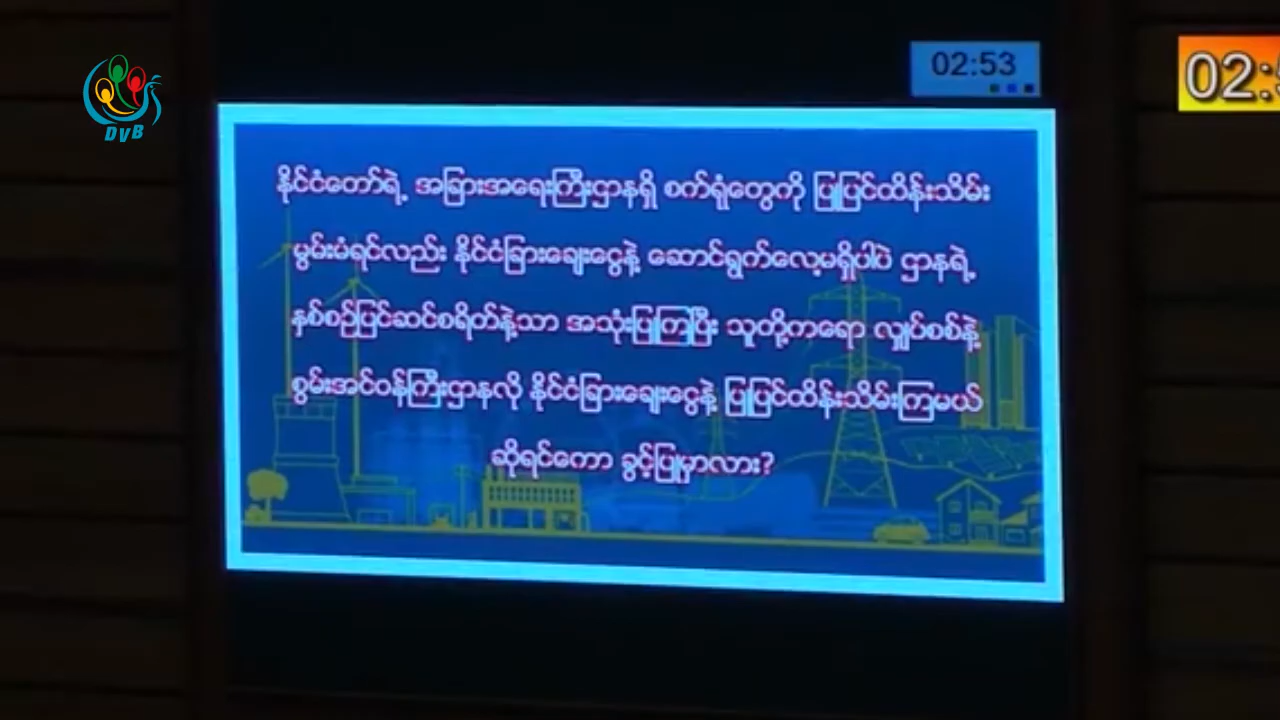 DVB
02:53
02:5
နိုင်ငံတော်ရဲ့ အခြားအရေးကြီးဌာနရှိ စက်ရုံတွေကို ပြုပြင်ထိန်းသိမ်း
မွမ်းမံရင်လည်း နိုင်ငံခြားချေးငွေနဲ့ ဆောင်ရွက်လေ့မရှိပါပဲ ဌာနရဲ့
နှစ်စဉ်ပြင်ဆင်စရိတ်နဲ့သာ အသုံးပြုကြပြီး သူတို့ကရော လျှပ်စစ်နဲ့
စွမ်းအင်ဝန်ကြီးဌာနလို နိုင်ငံခြားချေးငွေနဲ့ ပြုပြင်ထိန်းသိမ်းကြမယ်
ဆိုရင်ကော ခွင့်ပြုမှာလား?